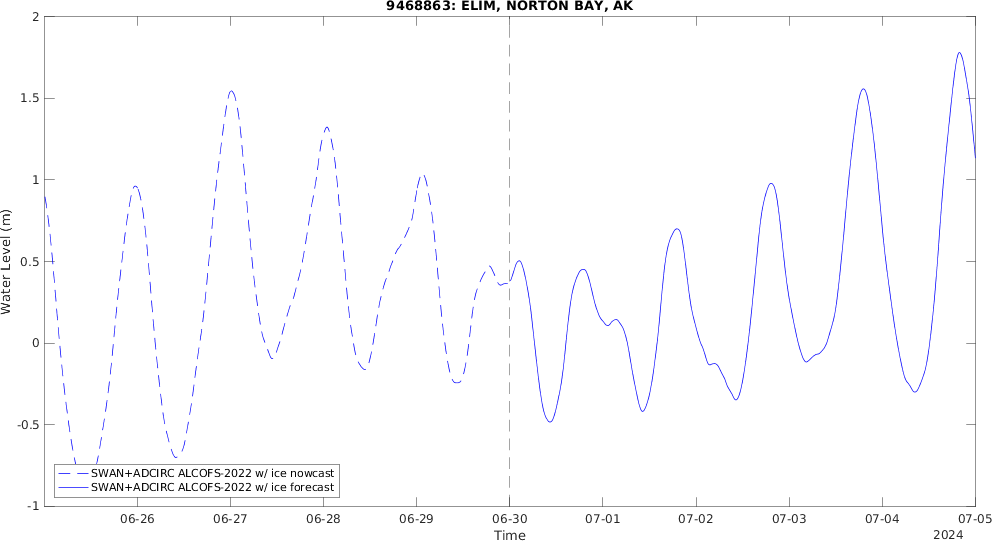 9468863: ELIM, NORTON BAY, AK
Water Level (m)
2
1.5
1
0.5
0
-0.5
-1
SWAN+ADCIRC ALCOFS-2022 w/ ice nowcast
SWAN+ADCIRC ALCOFS-2022 w/ ice forecast
06-26 06-27 06-28 06-29 06-30 07-01 07-02 07-03 07-04 07-05
Time
2024